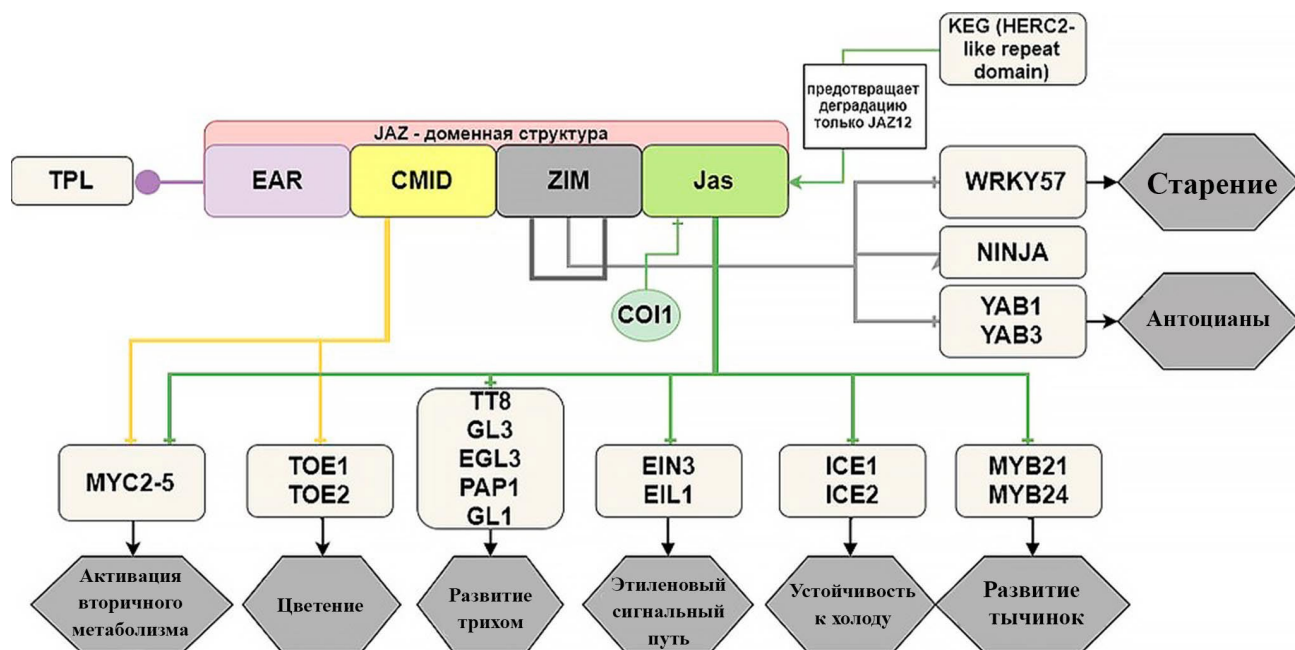 KEG (HERC2-
like repeat
domain)
предотвращает
деградацию
только JAZ12
JAZ - доменная структура
TPL
EAR
CMID
ZIM
Jas
WRKY57
Старение
NINJA
COI1
YAB1
YAB3
Антоцианы
MYC2-5
TOE1
TOE2
TT8
GL3
EGL3
PAP1
GL1
EIN3
EIL1
ICE1
ICE2
MYB21
MYB24
Активация
вторичного
метаболизма
Цветение
Развитие
трихом
Этиленовый
сигнальный
путь
Устойчивость
к холоду
Развитие
тычинок